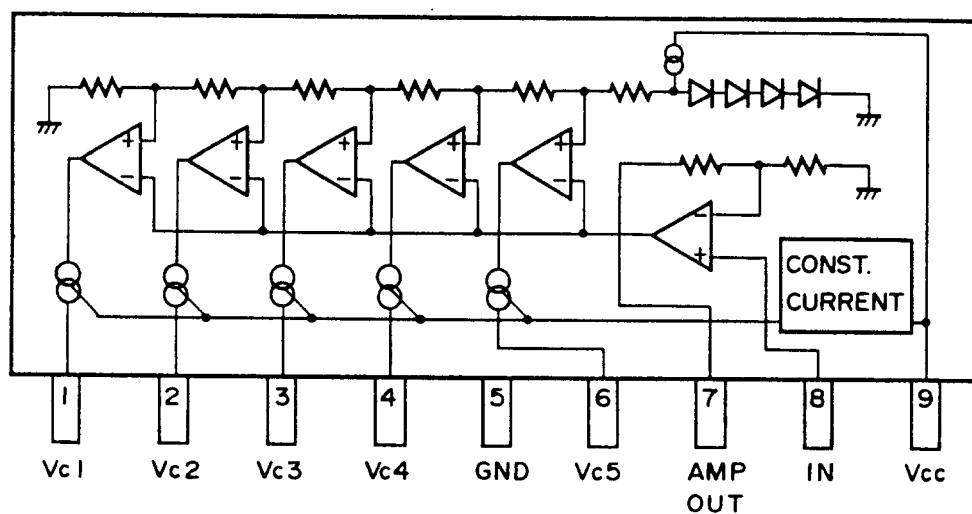 + + + + +
− − − − −
−
+
CONST.
CURRENT
1 2 3 4 5 6 7 8 9
Vc1 Vc2 Vc3 Vc4 GND Vc5 AMP IN Vcc
OUT